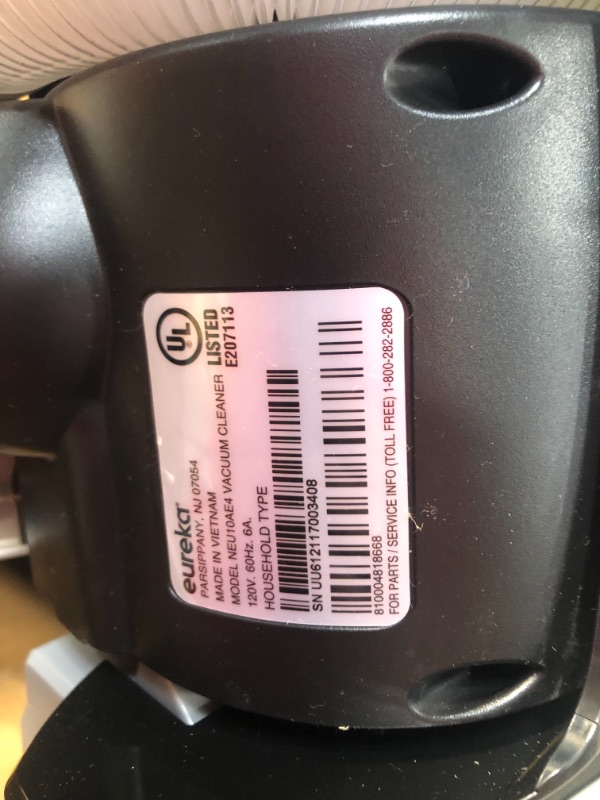 eureka
PARSIPPANY, NJ 07054
MADE IN VIETNAM
MODEL NEU10AE4 VACUUM CLEANER
120V. 60Hz. 6A.
HOUSEHOLD TYPE
UL
LISTED
E207113
SN UU612117003408
810004818668
FOR PARTS / SERVICE INFO (TOLL FREE) 1-800-282-2886